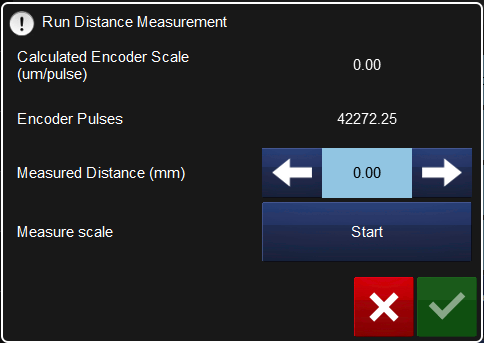 Run Distance Measurement
Calculated Encoder Scale
(um/pulse)
0.00
Encoder Pulses
42272.25
Measured Distance (mm)
0.00
Measure scale
Start